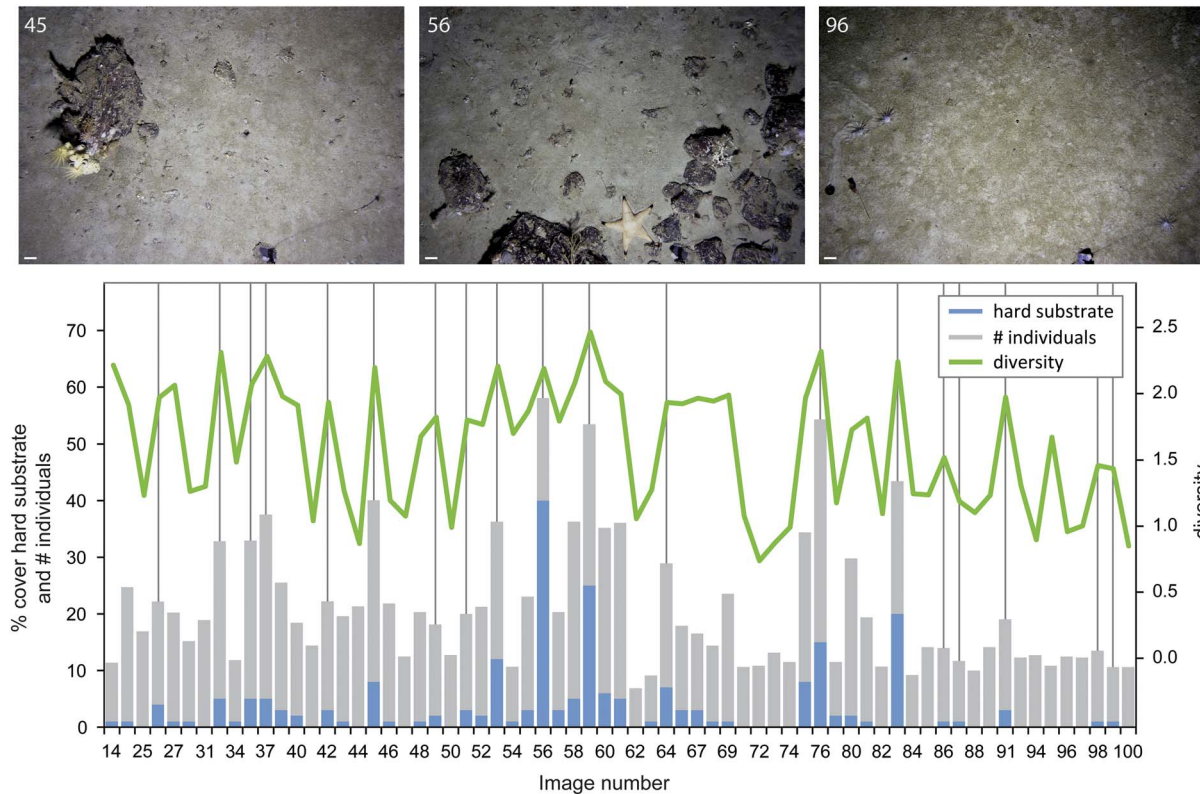 45
56
96
% cover hard substrate
and # individuals
70
60
50
40
30
20
10
0
hard substrate
# individuals
diversity
2.5
2.0
1.5
1.0
0.5
0.0
diversity
14 25 27 31 34 37 40 42 44 46 48 50 52 54 56 58 60 62 64 67 69 72 74 76 80 82 84 86 88 91 94 96 98 100
Image number